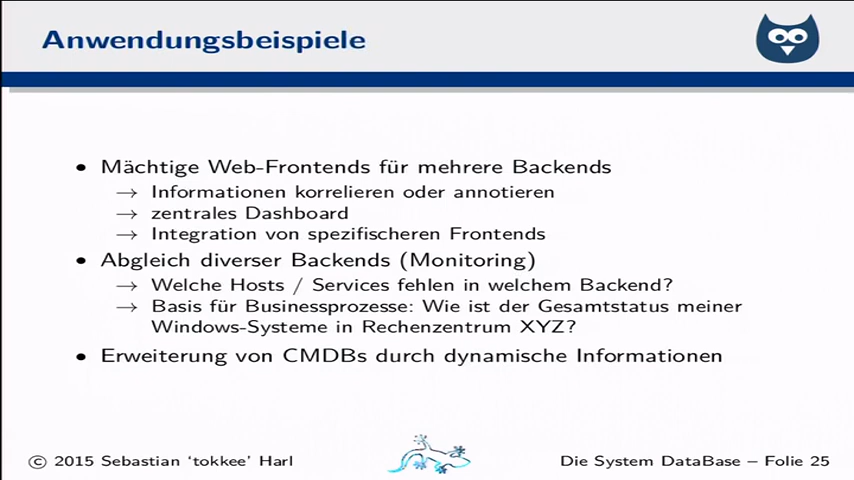 Anwendungsbeispiele
• Mächtige Web-Frontends für mehrere Backends
→ Informationen korrelieren oder annotieren
→ zentrales Dashboard
→ Integration von spezifischeren Frontends
• Abgleich diverser Backends (Monitoring)
→ Welche Hosts / Services fehlen in welchem Backend?
→ Basis für Businessprozesse: Wie ist der Gesamtstatus meiner
Windows-Systeme in Rechenzentrum XYZ?
• Erweiterung von CMDBs durch dynamische Informationen
© 2015 Sebastian ‘tokkee’ Harl
Die System DataBase – Folie 25